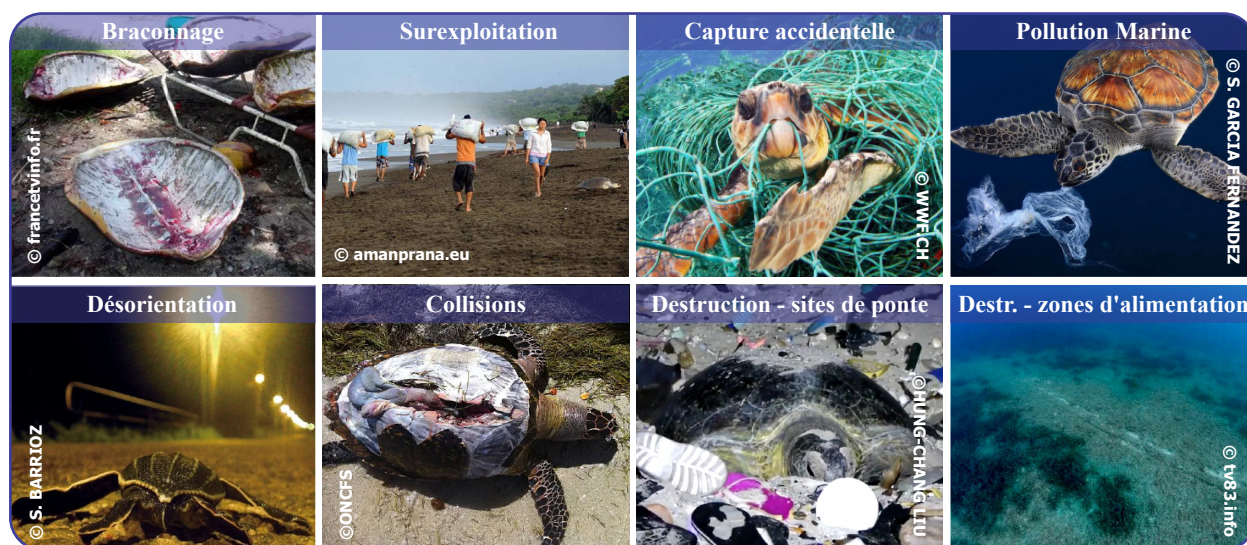 Braconnage
© francetvinfo.fr
Surexploitation
© amanprana.eu
Capture accidentelle
© WWF.CH
Pollution Marine
© S. GARCIA FERNANDEZ
Désorientation
© S. BARRIOZ
Collisions
©ONCFS
Destruction - sites de ponte
©HUNG-CHANG LIU
Destr. - zones d'alimentation
© tv83.info